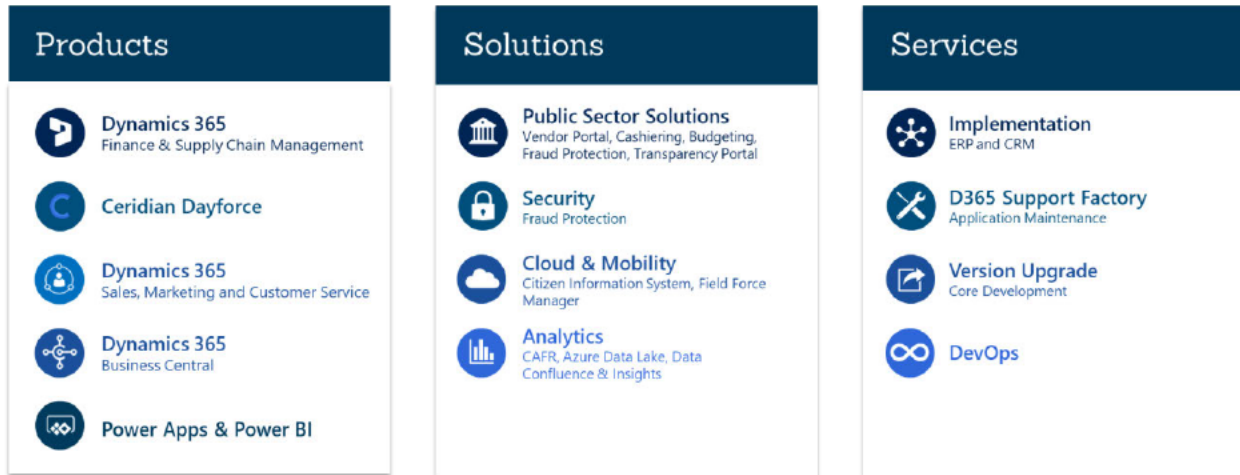 Products
Dynamics 365
Finance & Supply Chain Management
C
Ceridian Dayforce
Dynamics 365
Sales, Marketing and Customer Service
Dynamics 365
Business Central
Power Apps & Power BI
Solutions
Public Sector Solutions
Vendor Portal, Cashiering, Budgeting,
Fraud Protection, Transparency Portal
Security
Fraud Protection
Cloud & Mobility
Citizen Information System, Field Force
Manager
Analytics
CAFR, Azure Data Lake, Data
Confluence & Insights
Services
Implementation
ERP and CRM
D365 Support Factory
Application Maintenance
Version Upgrade
Core Development
DevOps